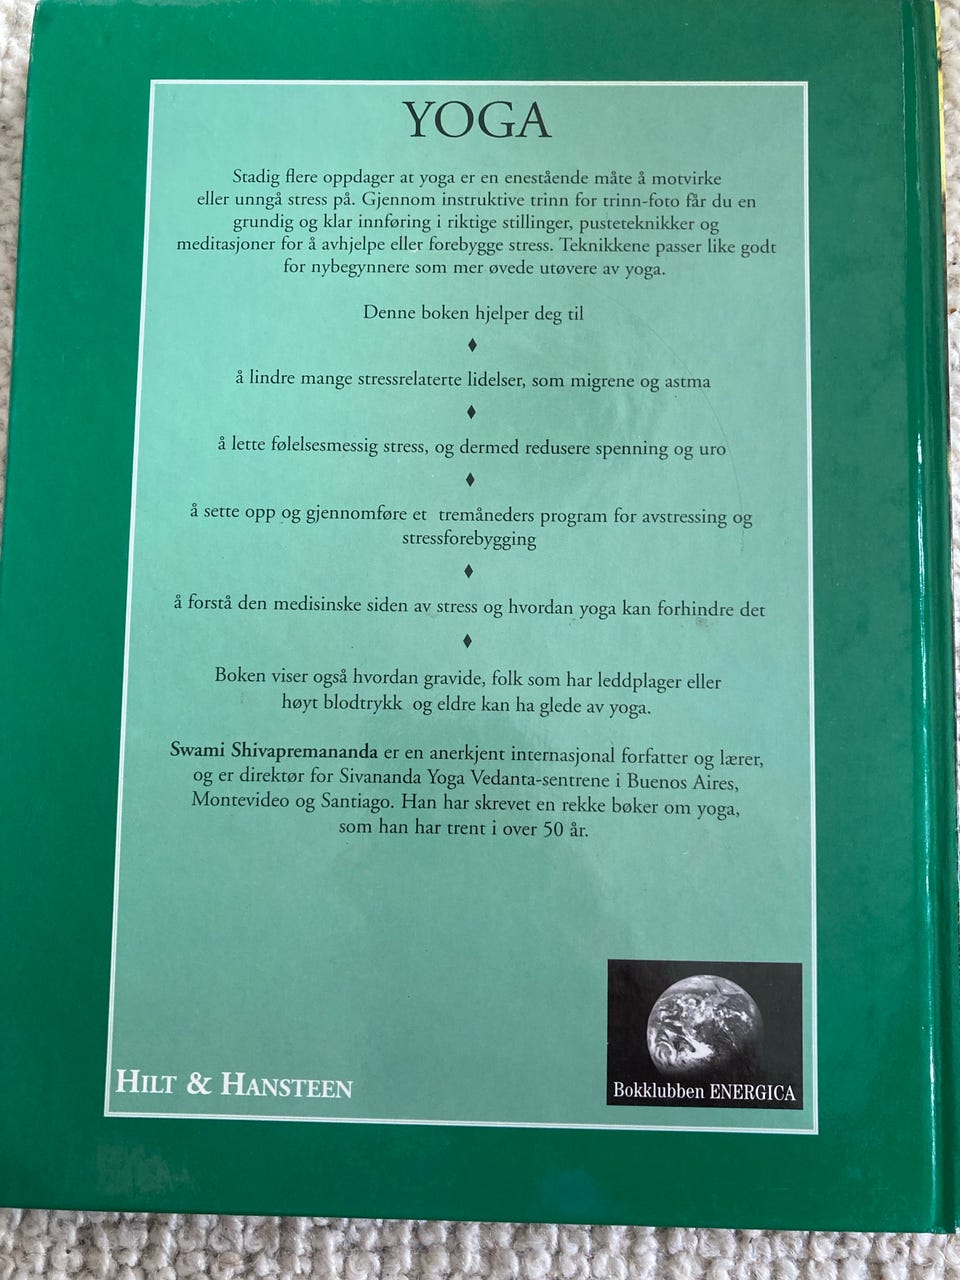 YOGA
Stadig flere oppdager at yoga er en enestående måte å motvirke
eller unngå stress på. Gjennom instruktive trinn for trinn-foto får du en
grundig og klar innføring i riktige stillinger, pusteteknikker og
meditasjoner for å avhjelpe eller forebygge stress. Teknikkene passer like godt
for nybegynnere som mer øvede utøvere av yoga.
Denne boken hjelper deg til
å lindre mange stressrelaterte lidelser, som migrene og astma
å lette følelsesmessig stress, og dermed redusere spenning og uro
å sette opp og gjennomføre et tremåneders program for avstressing og
stressforebygging
å forstå den medisinske siden av stress og hvordan yoga kan forhindre det
Boken viser også hvordan gravide, folk som har leddplager eller
høyt blodtrykk og eldre kan ha glede av yoga.
Swami Shivapremananda er en anerkjent internasjonal forfatter og lærer,
og er direktør for Sivananda Yoga Vedanta-sentrene i Buenos Aires,
Montevideo og Santiago. Han har skrevet en rekke bøker om yoga,
som han har trent i over 50 år.
HILT & HANSTEEN
Bokklubben ENERGICA